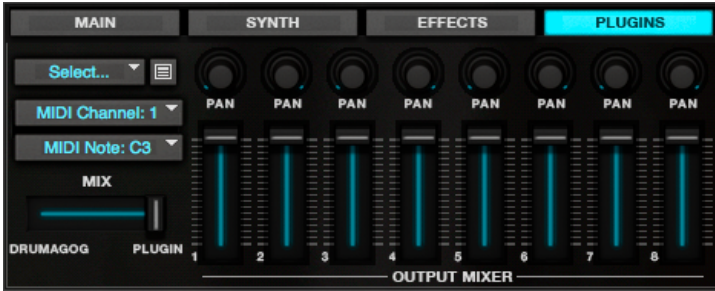 MAIN SYNTH EFFECTS PLUGINS
Select...
PAN PAN PAN PAN PAN PAN PAN PAN
MIDI Channel: 1
MIDI Note: C3
MIX
DRUMAGOG PLUGIN
1 2 3 4 5 6 7 8
OUTPUT MIXER